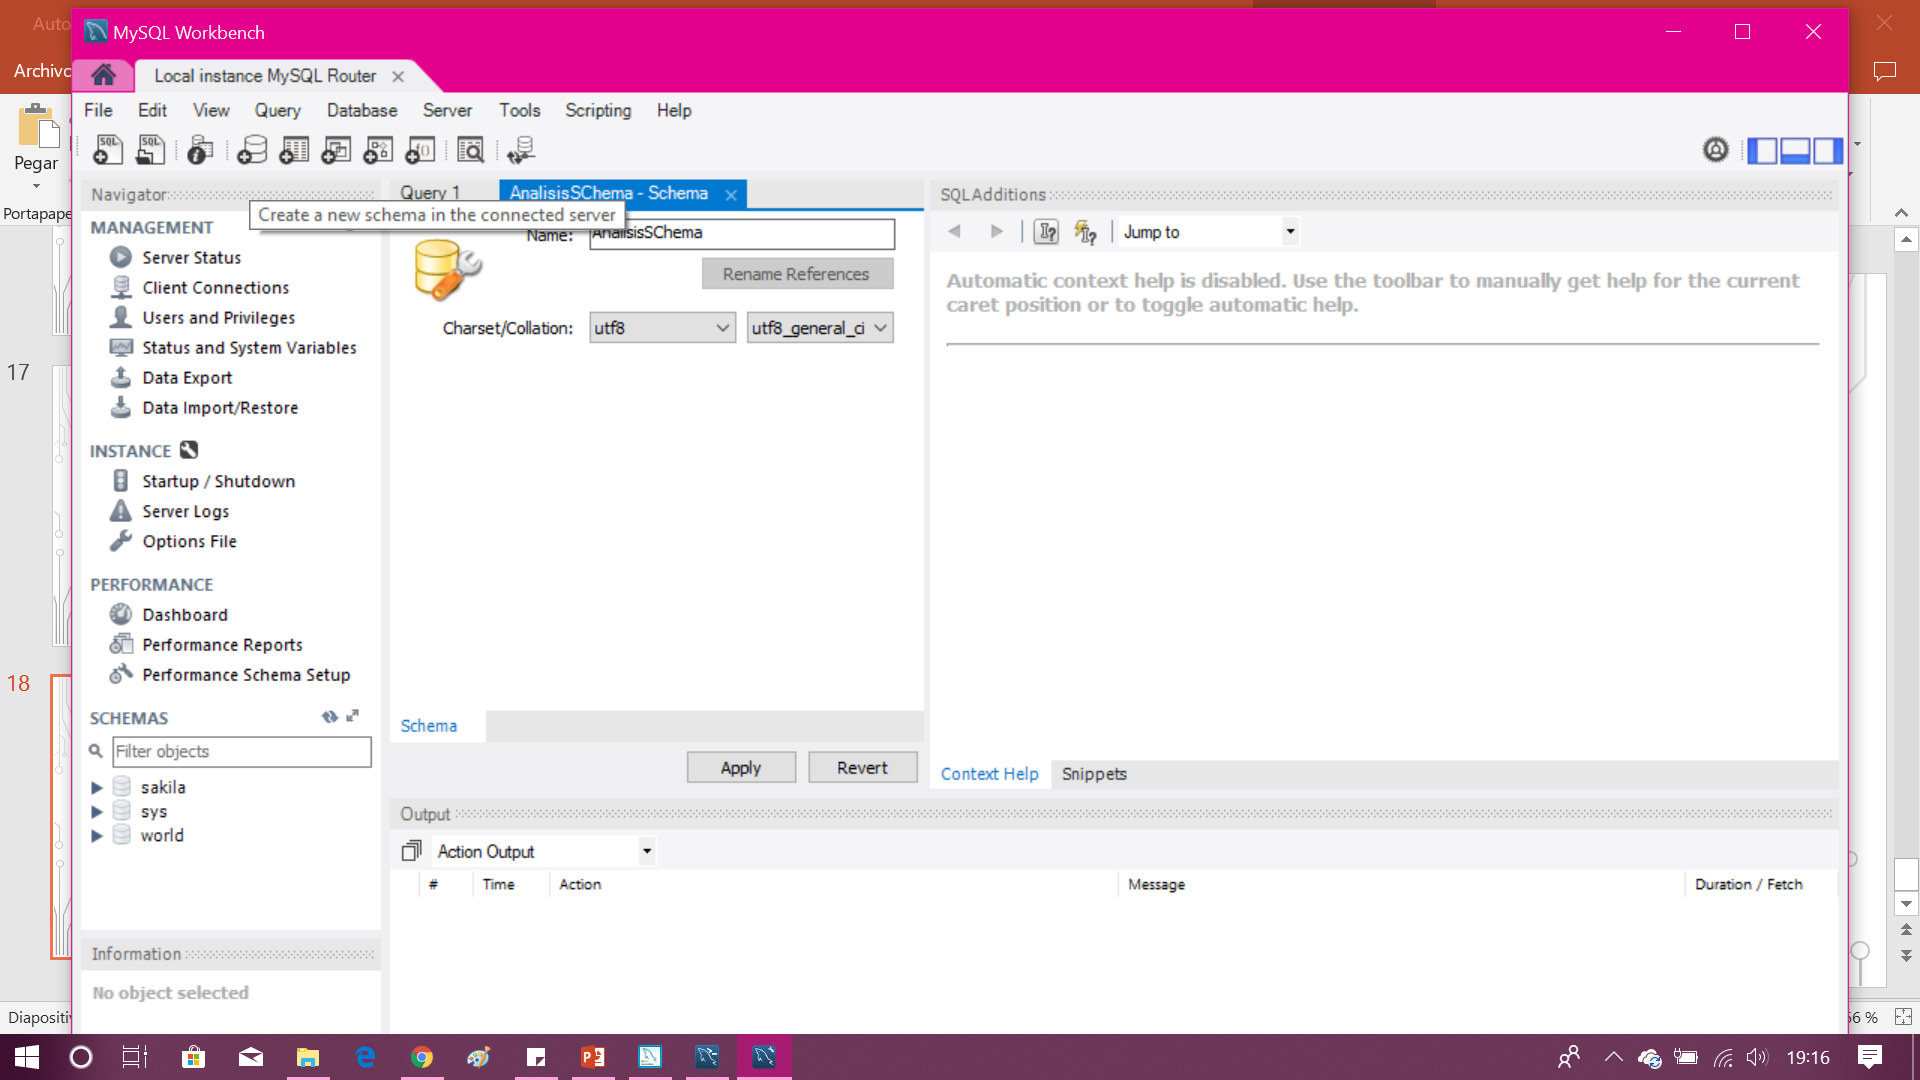 Auto
MySQL Workbench
Archivo
Local instance MySQL Router
File Edit View Query Database Server Tools Scripting Help
Pegar
Portapape
Navigator
Query 1
AnalisisSChema - Schema
SQLAdditions
Create a new schema in the connected server
MANAGEMENT
Name: AnalisisSChema
Jump to
Server Status
Rename References
Automatic context help is disabled. Use the toolbar to manually get help for the current
caret position or to toggle automatic help.
Client Connections
Users and Privileges
Charset/Collation: utf8 utf8_general_ci
Status and System Variables
17
Data Export
Data Import/Restore
INSTANCE
Startup / Shutdown
Server Logs
Options File
PERFORMANCE
Dashboard
Performance Reports
Performance Schema Setup
18
SCHEMAS
Schema
Filter objects
Apply Revert
Context Help Snippets
sakila
sys
world
Output
Action Output
# Time Action Message Duration / Fetch
Information
No object selected
Diapositiv
56 %
19:16